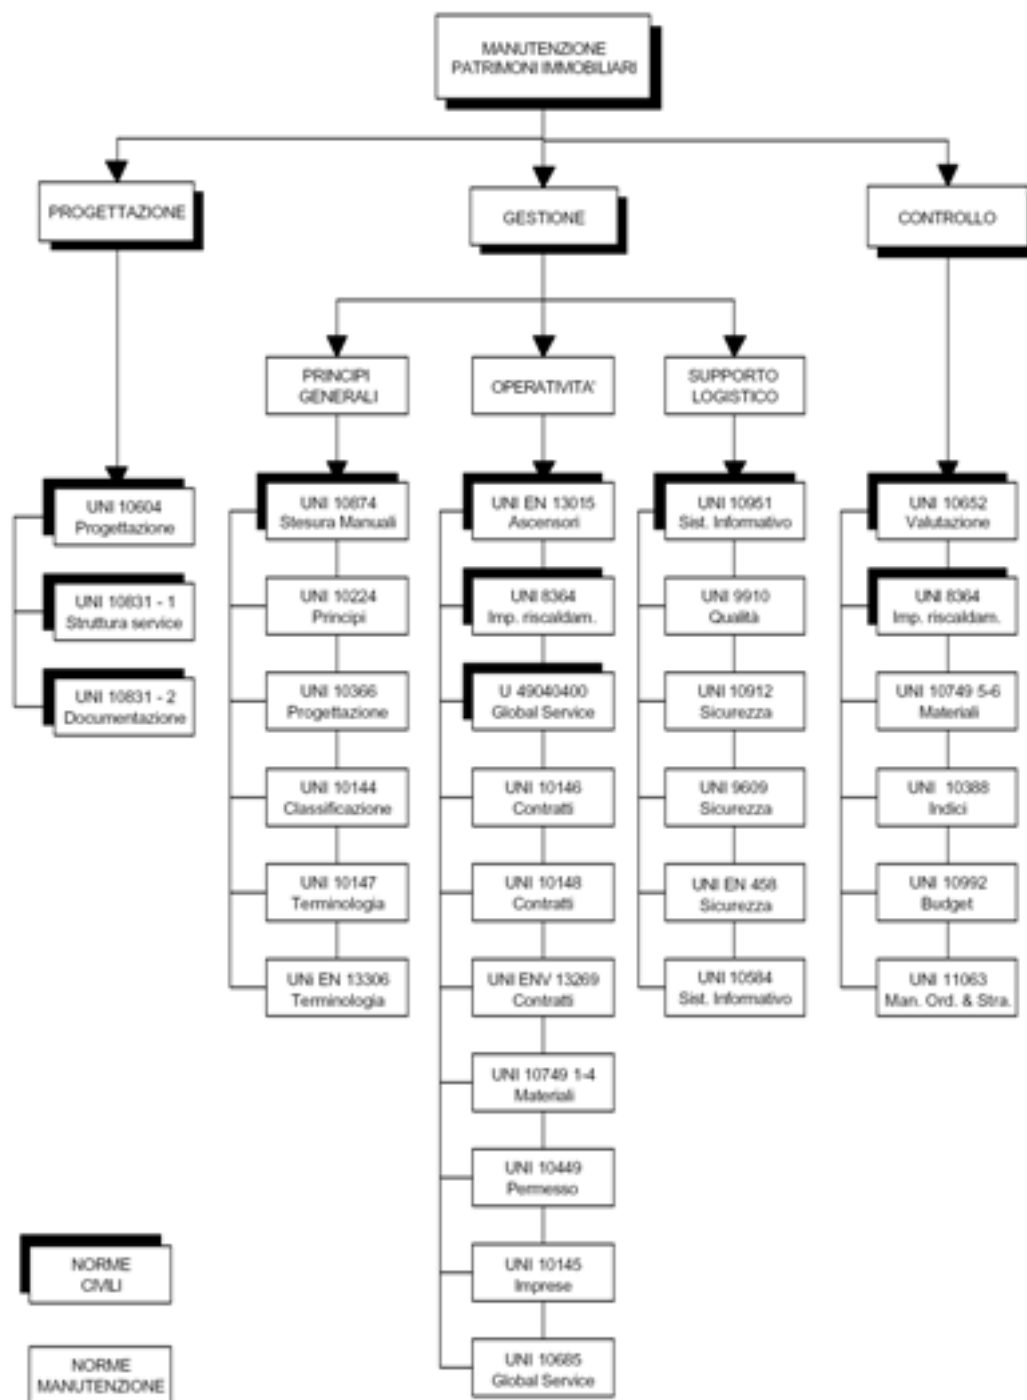 MANUTENZIONE
PATRIMONI IMMOBILIARI
PROGETTAZIONE
GESTIONE
CONTROLLO
PRINCIPI
GENERALI
OPERATIVITA'
SUPPORTO
LOGISTICO
UNI 10604
Progettazione
UNI 10831 - 1
Struttura service
UNI 10831 - 2
Documentazione
UNI 10874
Stesura Manuali
UNI 10224
Principi
UNI 10366
Progettazione
UNI 10144
Classificazione
UNI 10147
Terminologia
UNi EN 13306
Terminologia
UNI EN 13015
Ascensori
UNI 8364
Imp. riscaldam.
U 49040400
Global Service
UNI 10146
Contratti
UNI 10148
Contratti
UNI ENV 13269
Contratti
UNI 10749 1-4
Materiali
UNI 10449
Permesso
UNI 10145
Imprese
UNI 10685
Global Service
UNI 10951
Sist. Informativo
UNI 9910
Qualità
UNI 10912
Sicurezza
UNI 9609
Sicurezza
UNI EN 458
Sicurezza
UNI 10584
Sist. Informativo
UNI 10652
Valutazione
UNI 8364
Imp. riscaldam.
UNI 10749 5-6
Materiali
UNI 10388
Indici
UNI 10992
Budget
UNI 11063
Man. Ord. & Stra.
NORME
CIVILI
NORME
MANUTENZIONE